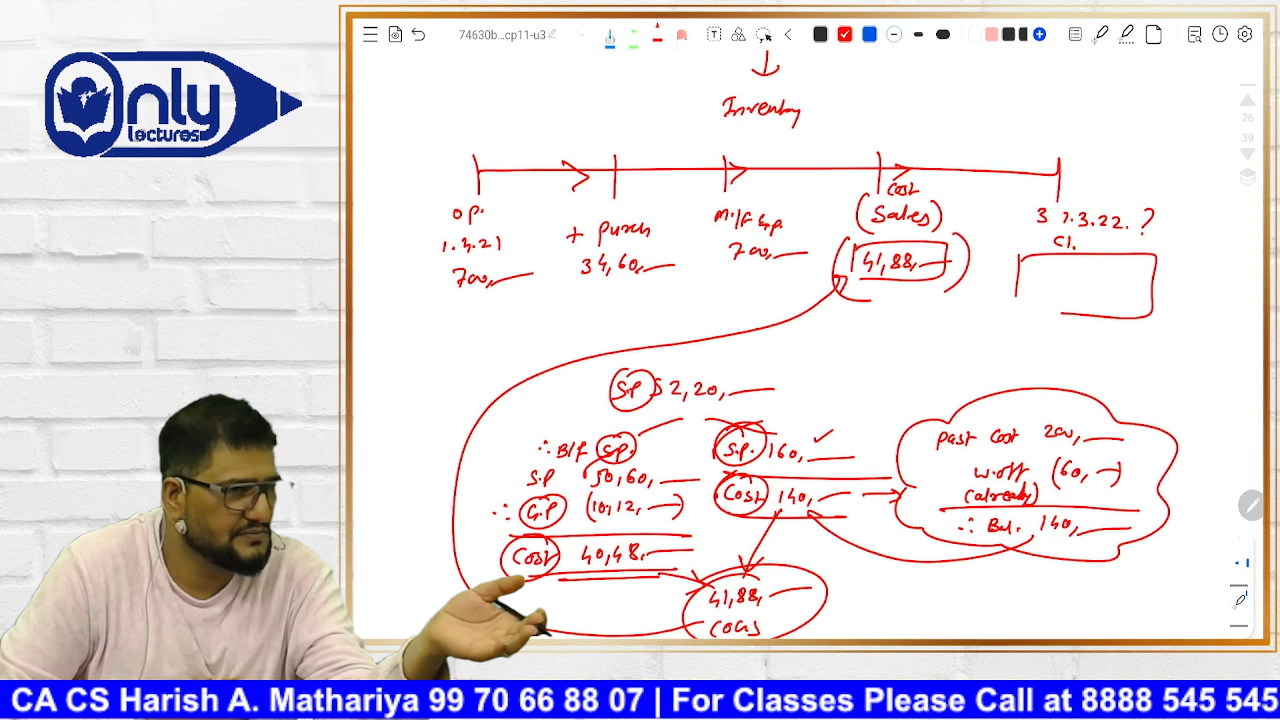 Only
lectures
74630b...cp11-u3
26
39
Inventory
OP.
1.4.21
700,—
+ Purch
34,60,—
M./F Exp.
700,—
Cost
(Sales)
(41,88,—)
31.3.22. ?
Cl.
S.P 52,20,—
∴ B/F S.P.
S.P 50,60,—
∴ G.P (10,12,—)
Cost 40,48,—
S.P. 160,— ✓
Cost 140,—
41,88,—
COGS
Past Cost 200,—
W.off (60,—)
(already)
∴ Bal. 140,—
CA CS Harish A. Mathariya 99 70 66 88 07 | For Classes Please Call at 8888 545 545